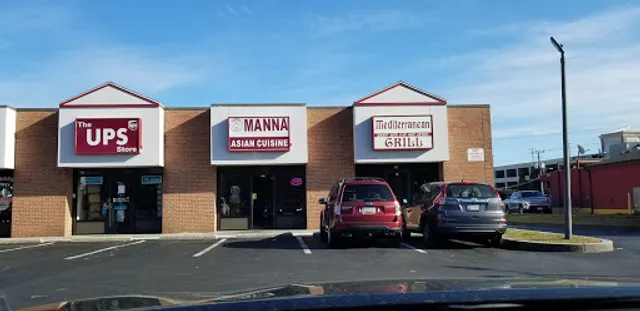 The
UPS
Store
MANNA
ASIAN CUISINE
Mediterranean
GRILL